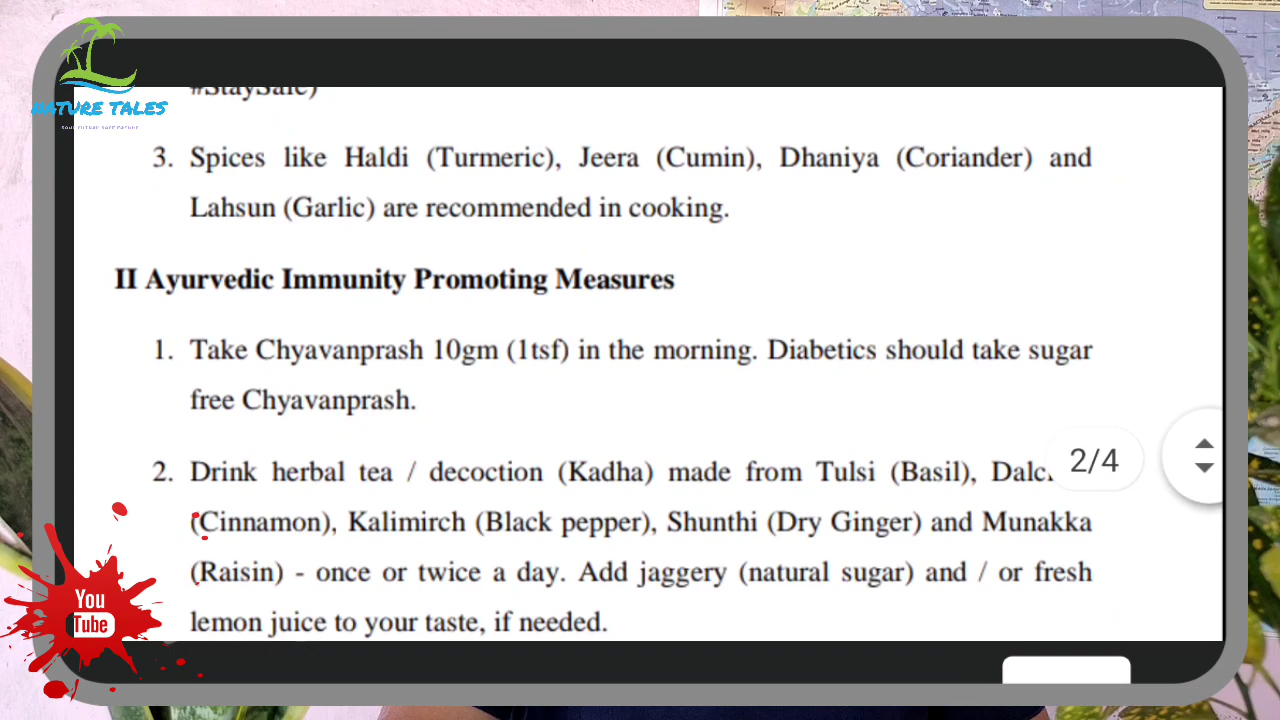 #StaySafe)
NATURE TALES
3. Spices like Haldi (Turmeric), Jeera (Cumin), Dhaniya (Coriander) and
Lahsun (Garlic) are recommended in cooking.
II Ayurvedic Immunity Promoting Measures
1. Take Chyavanprash 10gm (1tsf) in the morning. Diabetics should take sugar
free Chyavanprash.
2. Drink herbal tea / decoction (Kadha) made from Tulsi (Basil), Dalc
2/4
(Cinnamon), Kalimirch (Black pepper), Shunthi (Dry Ginger) and Munakka
(Raisin) - once or twice a day. Add jaggery (natural sugar) and / or fresh
lemon juice to your taste, if needed.
You
Tube